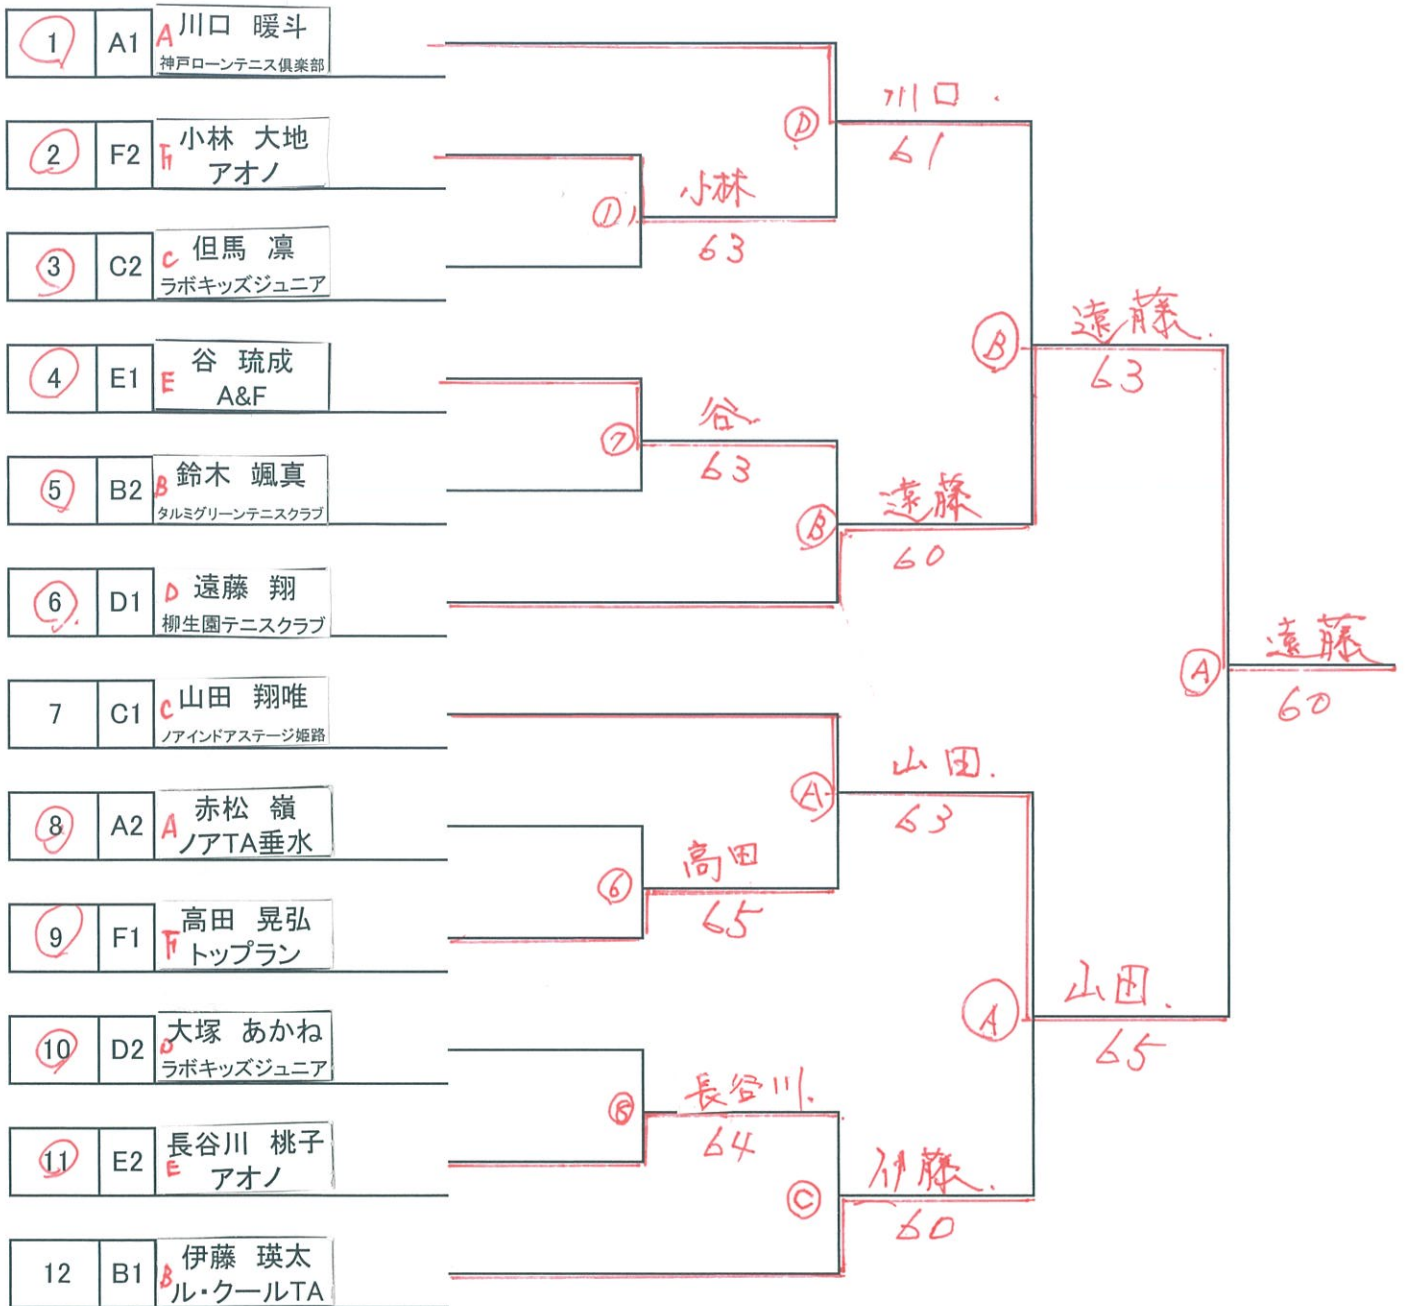 1 A1 A 川口 暖斗
神戸ローンテニス倶楽部
2 F2 F 小林 大地
アオノ
3 C2 C 但馬 凛
ラボキッズジュニア
4 E1 E 谷 琉成
A&F
5 B2 B 鈴木 颯真
タルミグリーンテニスクラブ
6 D1 D 遠藤 翔
柳生園テニスクラブ
7 C1 C 山田 翔唯
ノアインドアステージ姫路
8 A2 A 赤松 嶺
ノアTA垂水
9 F1 F 高田 晃弘
トップラン
10 D2 D 大塚 あかね
ラボキッズジュニア
11 E2 長谷川 桃子
E アオノ
12 B1 B 伊藤 瑛太
ル・クールTA
① 小林
63
⑦ 谷
63
⑥ 高田
65
⑧ 長谷川
64
Ⓓ 川口
61
Ⓑ 遠藤
60
Ⓐ 山田
63
Ⓒ 伊藤
60
Ⓑ 遠藤
63
Ⓐ 山田
65
Ⓐ 遠藤
60